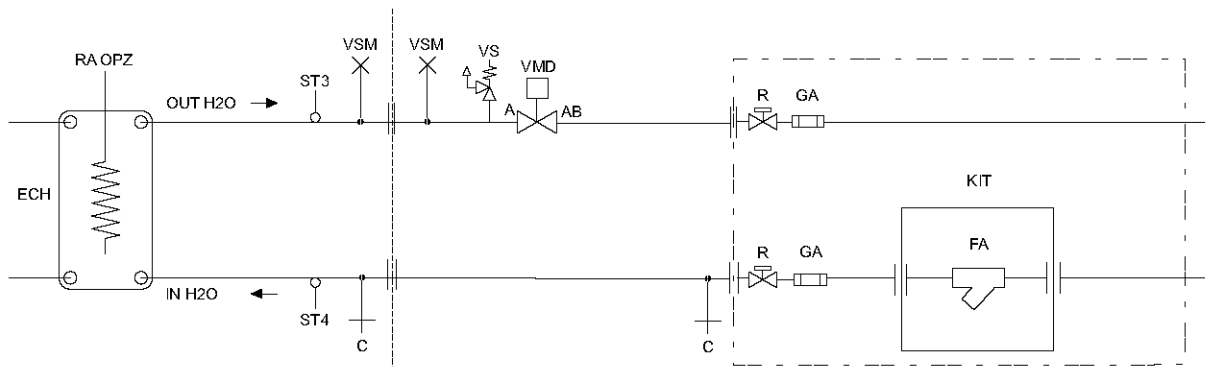 VSM
VSM
VS
VMD
RA OPZ
ST3
R
GA
OUT H2O
A
AB
ECH
KIT
R
GA
FA
IN H2O
ST4
C
C